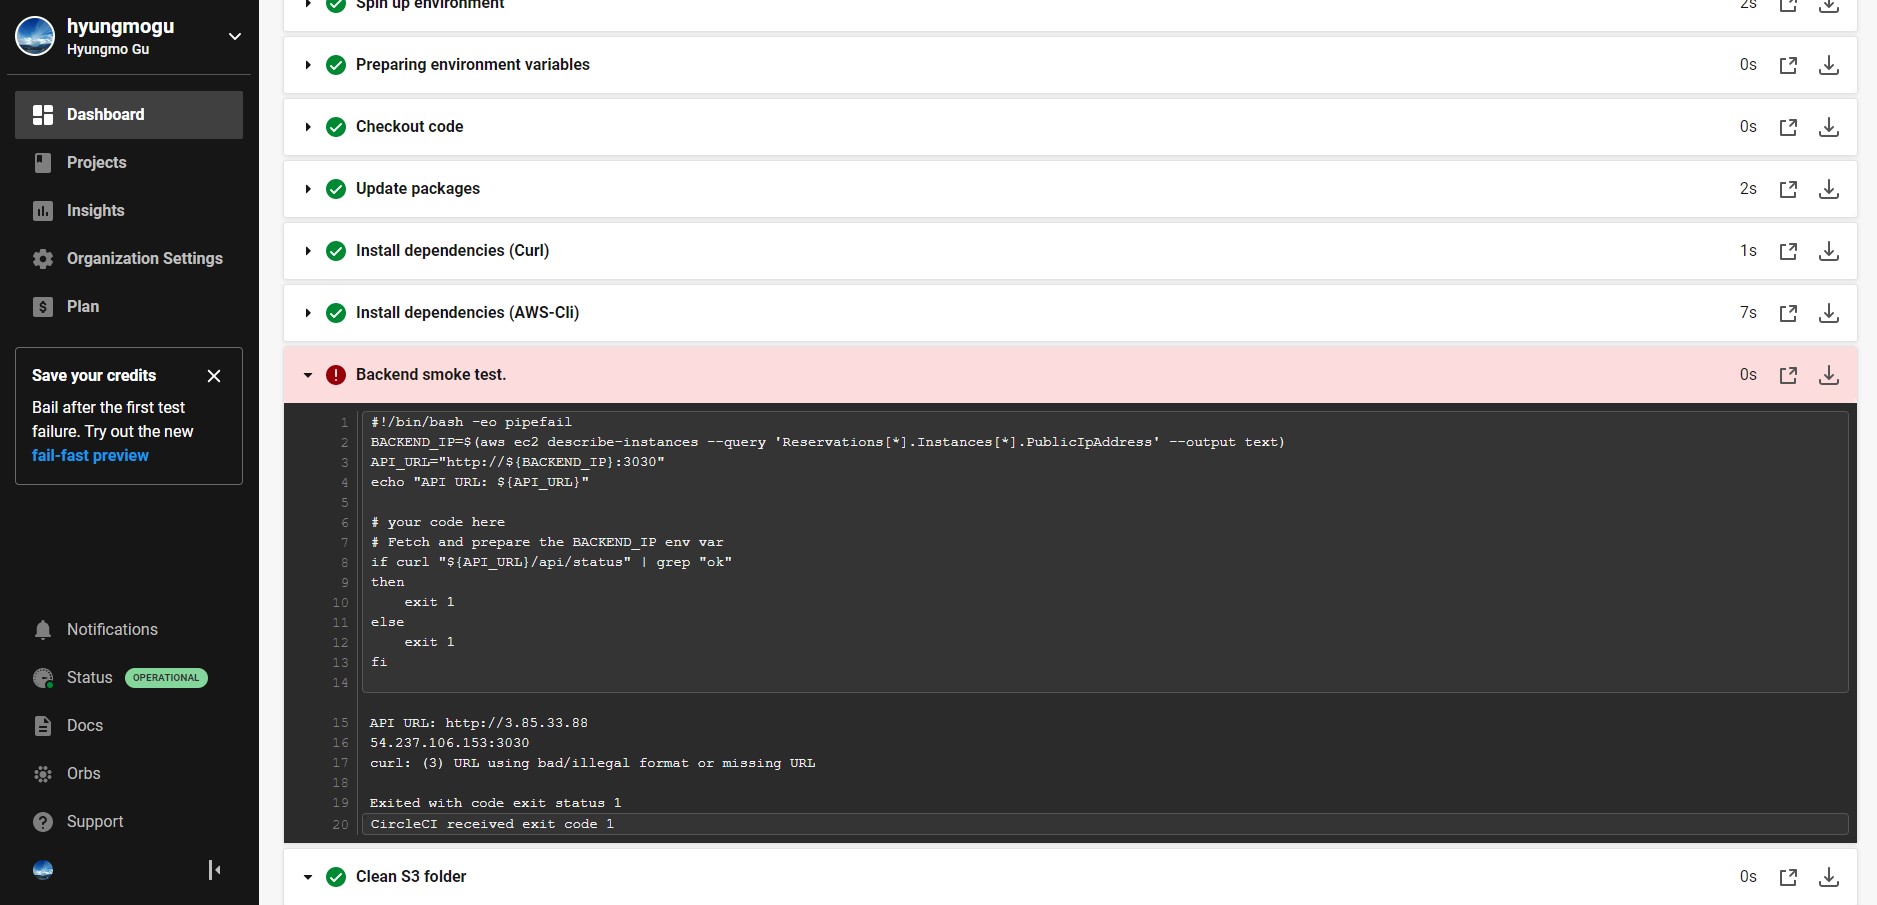 hyungmogu
Hyungmo Gu
Dashboard
Projects
Insights
Organization Settings
Plan
Save your credits
Bail after the first test
failure. Try out the new
fail-fast preview
Notifications
Status OPERATIONAL
Docs
Orbs
Support
Spin up environment 2s
Preparing environment variables 0s
Checkout code 0s
Update packages 2s
Install dependencies (Curl) 1s
Install dependencies (AWS-Cli) 7s
Backend smoke test. 0s
1 #!/bin/bash -eo pipefail
2 BACKEND_IP=$(aws ec2 describe-instances --query 'Reservations[*].Instances[*].PublicIpAddress' --output text)
3 API_URL="http://${BACKEND_IP}:3030"
4 echo "API URL: ${API_URL}"
5
6 # your code here
7 # Fetch and prepare the BACKEND_IP env var
8 if curl "${API_URL}/api/status" | grep "ok"
9 then
10     exit 1
11 else
12     exit 1
13 fi
14
15 API URL: http://3.85.33.88
16 54.237.106.153:3030
17 curl: (3) URL using bad/illegal format or missing URL
18
19 Exited with code exit status 1
20 CircleCI received exit code 1
Clean S3 folder 0s